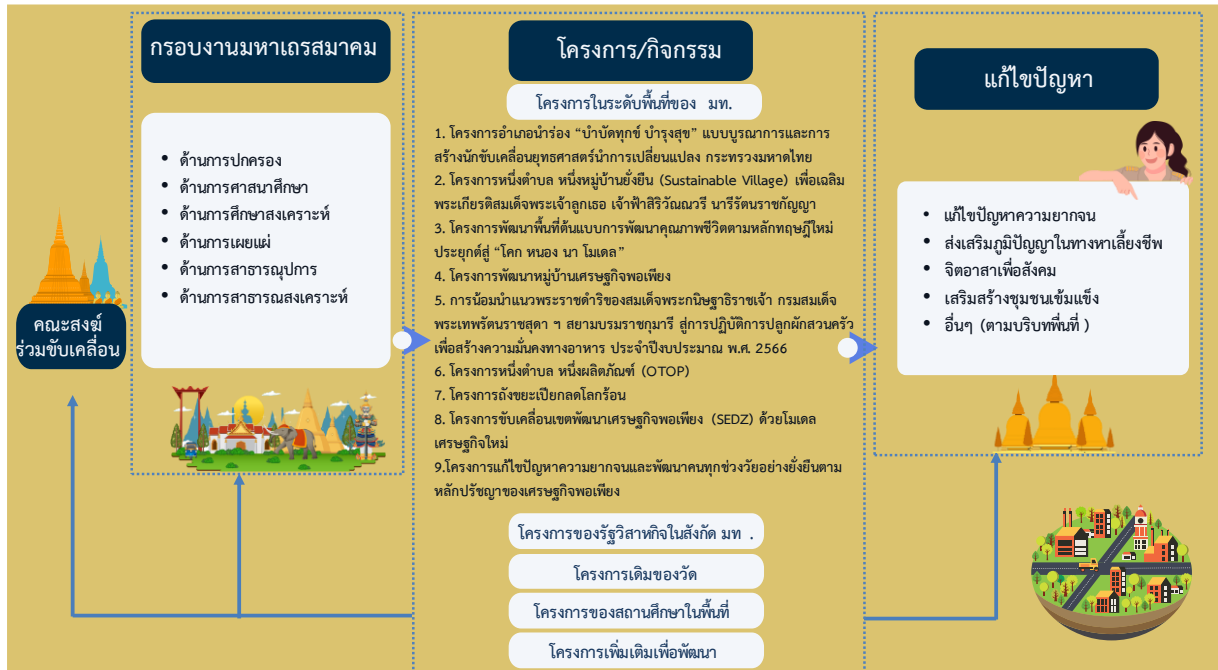 คณะสงฆ์
ร่วมขับเคลื่อน
กรอบงานมหาเถรสมาคม
• ด้านการปกครอง
• ด้านการศาสนศึกษา
• ด้านการศึกษาสงเคราะห์
• ด้านการเผยแผ่
• ด้านการสาธารณุปการ
• ด้านการสาธารณสงเคราะห์
โครงการ/กิจกรรม
โครงการในระดับพื้นที่ของ มท.
1. โครงการอำเภอนำร่อง “บำบัดทุกข์ บำรุงสุข” แบบบูรณาการและการ
สร้างนักขับเคลื่อนยุทธศาสตร์นำการเปลี่ยนแปลง กระทรวงมหาดไทย
2. โครงการหนึ่งตำบล หนึ่งหมู่บ้านยั่งยืน (Sustainable Village) เพื่อเฉลิม
พระเกียรติสมเด็จพระเจ้าลูกเธอ เจ้าฟ้าสิริวัณณวรี นารีรัตนราชกัญญา
3. โครงการพัฒนาพื้นที่ต้นแบบการพัฒนาคุณภาพชีวิตตามหลักทฤษฎีใหม่
ประยุกต์สู่ “โคก หนอง นา โมเดล”
4. โครงการพัฒนาหมู่บ้านเศรษฐกิจพอเพียง
5. การน้อมนำแนวพระราชดำริของสมเด็จพระกนิษฐาธิราชเจ้า กรมสมเด็จ
พระเทพรัตนราชสุดา ฯ สยามบรมราชกุมารี สู่การปฏิบัติการปลูกผักสวนครัว
เพื่อสร้างความมั่นคงทางอาหาร ประจำปีงบประมาณ พ.ศ. 2566
6. โครงการหนึ่งตำบล หนึ่งผลิตภัณฑ์ (OTOP)
7. โครงการถังขยะเปียกลดโลกร้อน
8. โครงการขับเคลื่อนเขตพัฒนาเศรษฐกิจพอเพียง (SEDZ) ด้วยโมเดล
เศรษฐกิจใหม่
9.โครงการแก้ไขปัญหาความยากจนและพัฒนาคนทุกช่วงวัยอย่างยั่งยืนตาม
หลักปรัชญาของเศรษฐกิจพอเพียง
โครงการของรัฐวิสาหกิจในสังกัด มท .
โครงการเดิมของวัด
โครงการของสถานศึกษาในพื้นที่
โครงการเพิ่มเติมเพื่อพัฒนา
แก้ไขปัญหา
• แก้ไขปัญหาความยากจน
• ส่งเสริมภูมิปัญญาในทางหาเลี้ยงชีพ
• จิตอาสาเพื่อสังคม
• เสริมสร้างชุมชนเข้มแข็ง
• อื่นๆ (ตามบริบทพื้นที่ )